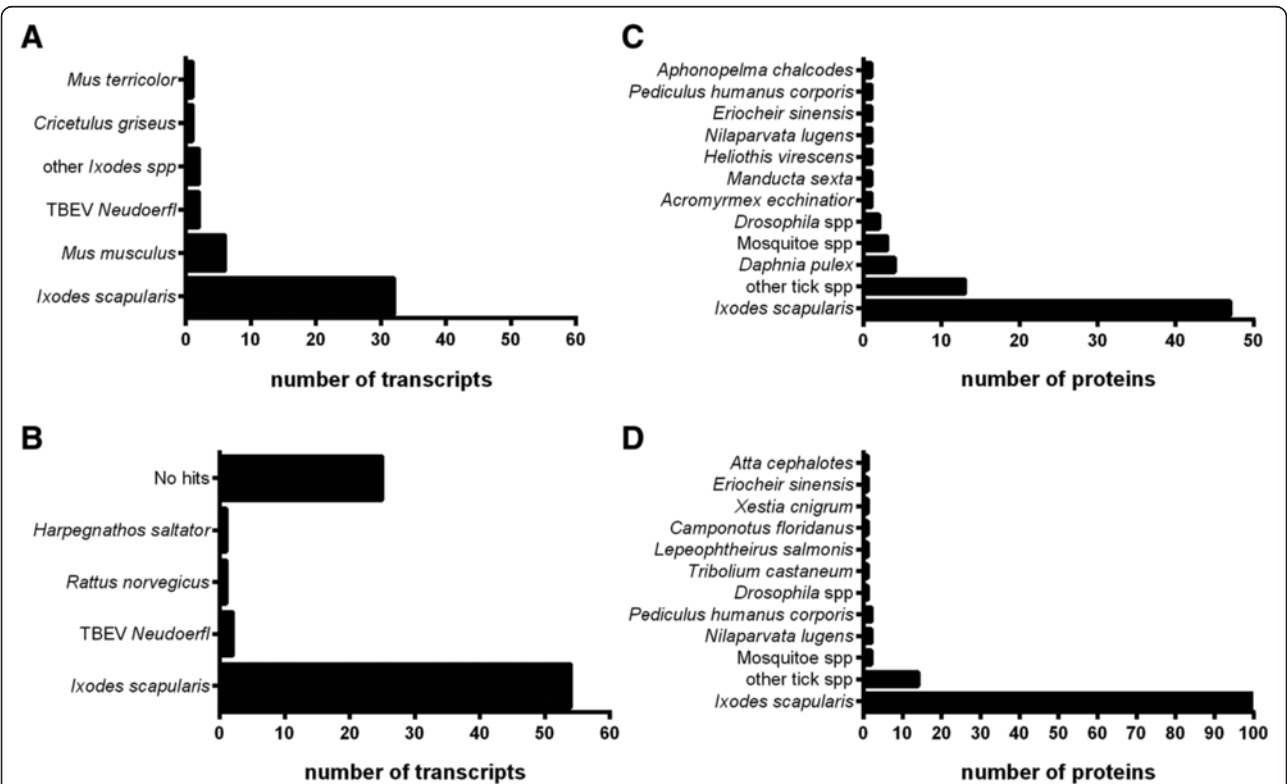 A
Mus terricolor
Cricetulus griseus
other Ixodes spp
TBEV Neudoerfl
Mus musculus
Ixodes scapularis
0 10 20 30 40 50 60
number of transcripts
C
Aphonopelma chalcodes
Pediculus humanus corporis
Eriocheir sinensis
Nilaparvata lugens
Heliothis virescens
Manducta sexta
Acromyrmex ecchinatior
Drosophila spp
Mosquitoe spp
Daphnia pulex
other tick spp
Ixodes scapularis
0 10 20 30 40 50
number of proteins
B
No hits
Harpegnathos saltator
Rattus norvegicus
TBEV Neudoerfl
Ixodes scapularis
0 10 20 30 40 50 60
number of transcripts
D
Atta cephalotes
Eriocheir sinensis
Xestia cnigrum
Camponotus floridanus
Lepeophtheirus salmonis
Tribolium castaneum
Drosophila spp
Pediculus humanus corporis
Nilaparvata lugens
Mosquitoe spp
other tick spp
Ixodes scapularis
0 10 20 30 40 50 60 70 80 90 100
number of proteins